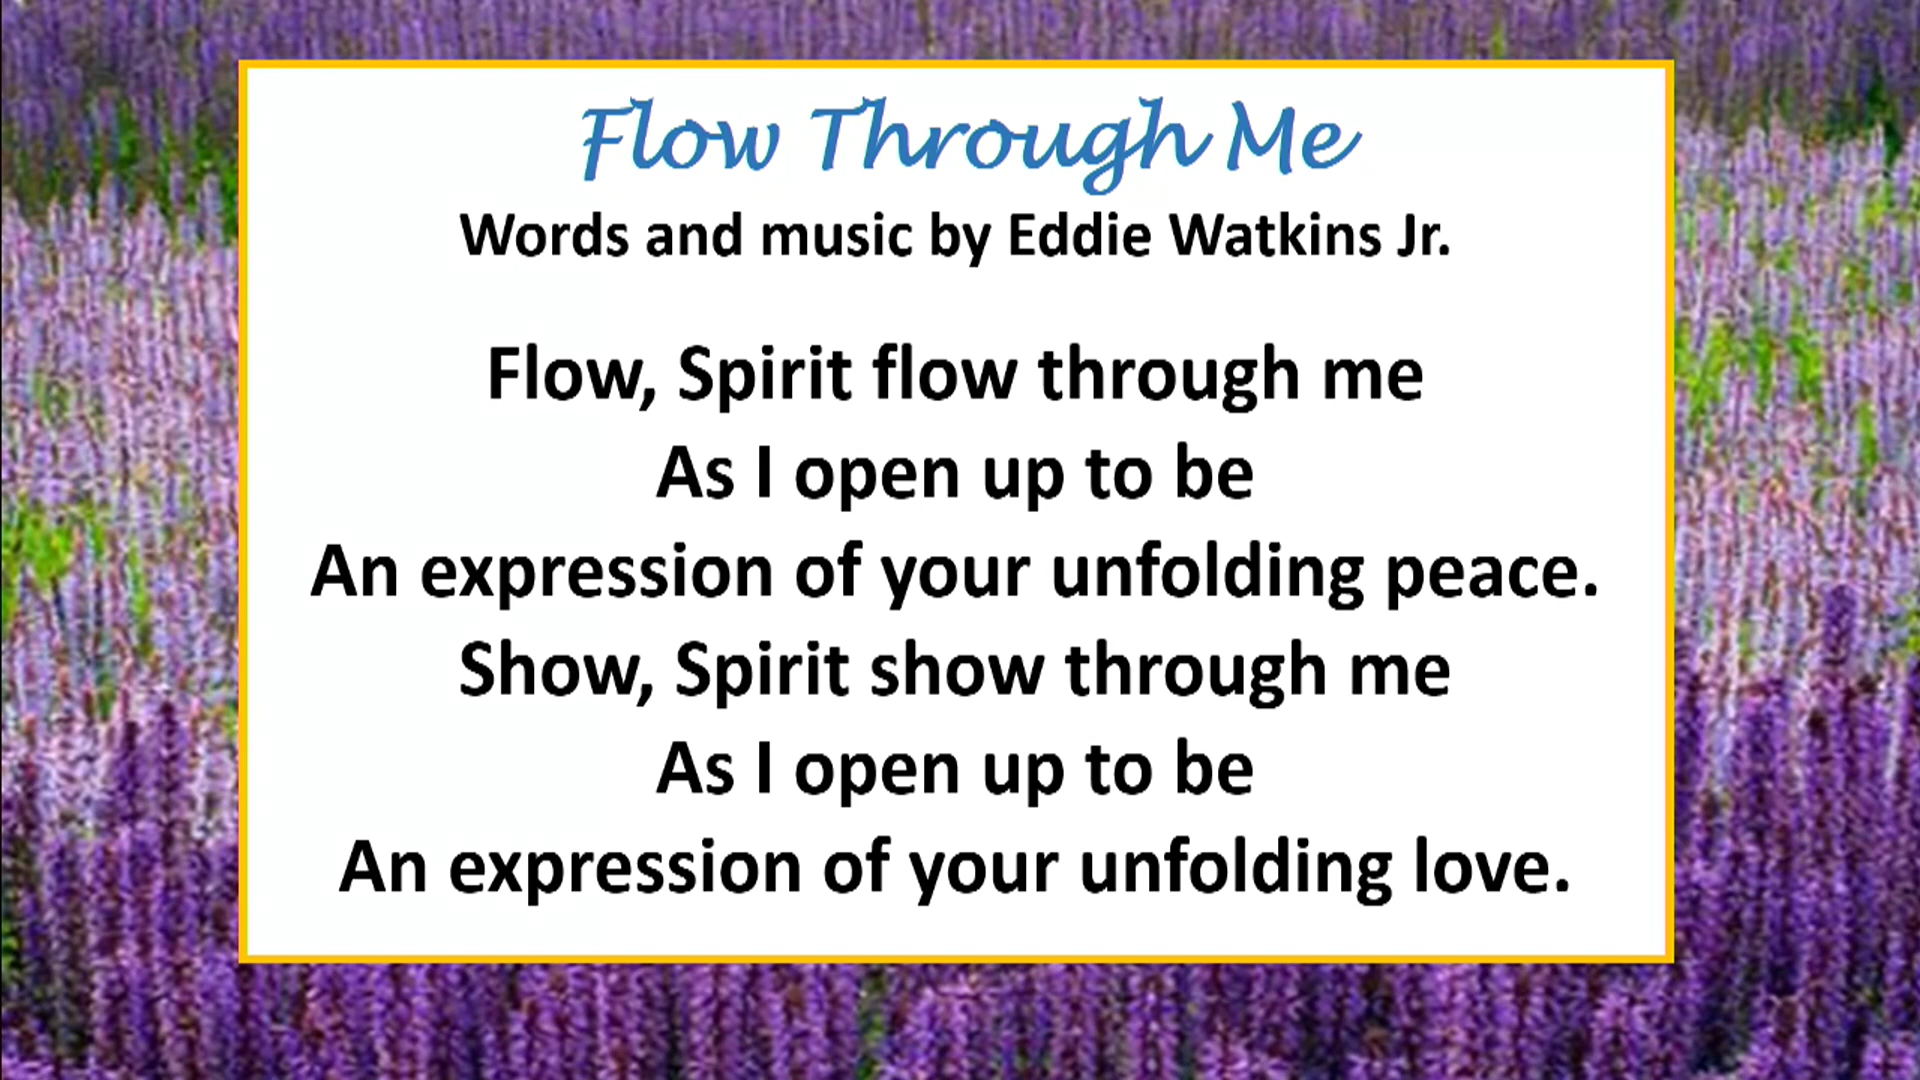 Flow Through Me
Words and music by Eddie Watkins Jr.
Flow, Spirit flow through me
As I open up to be
An expression of your unfolding peace.
Show, Spirit show through me
As I open up to be
An expression of your unfolding love.